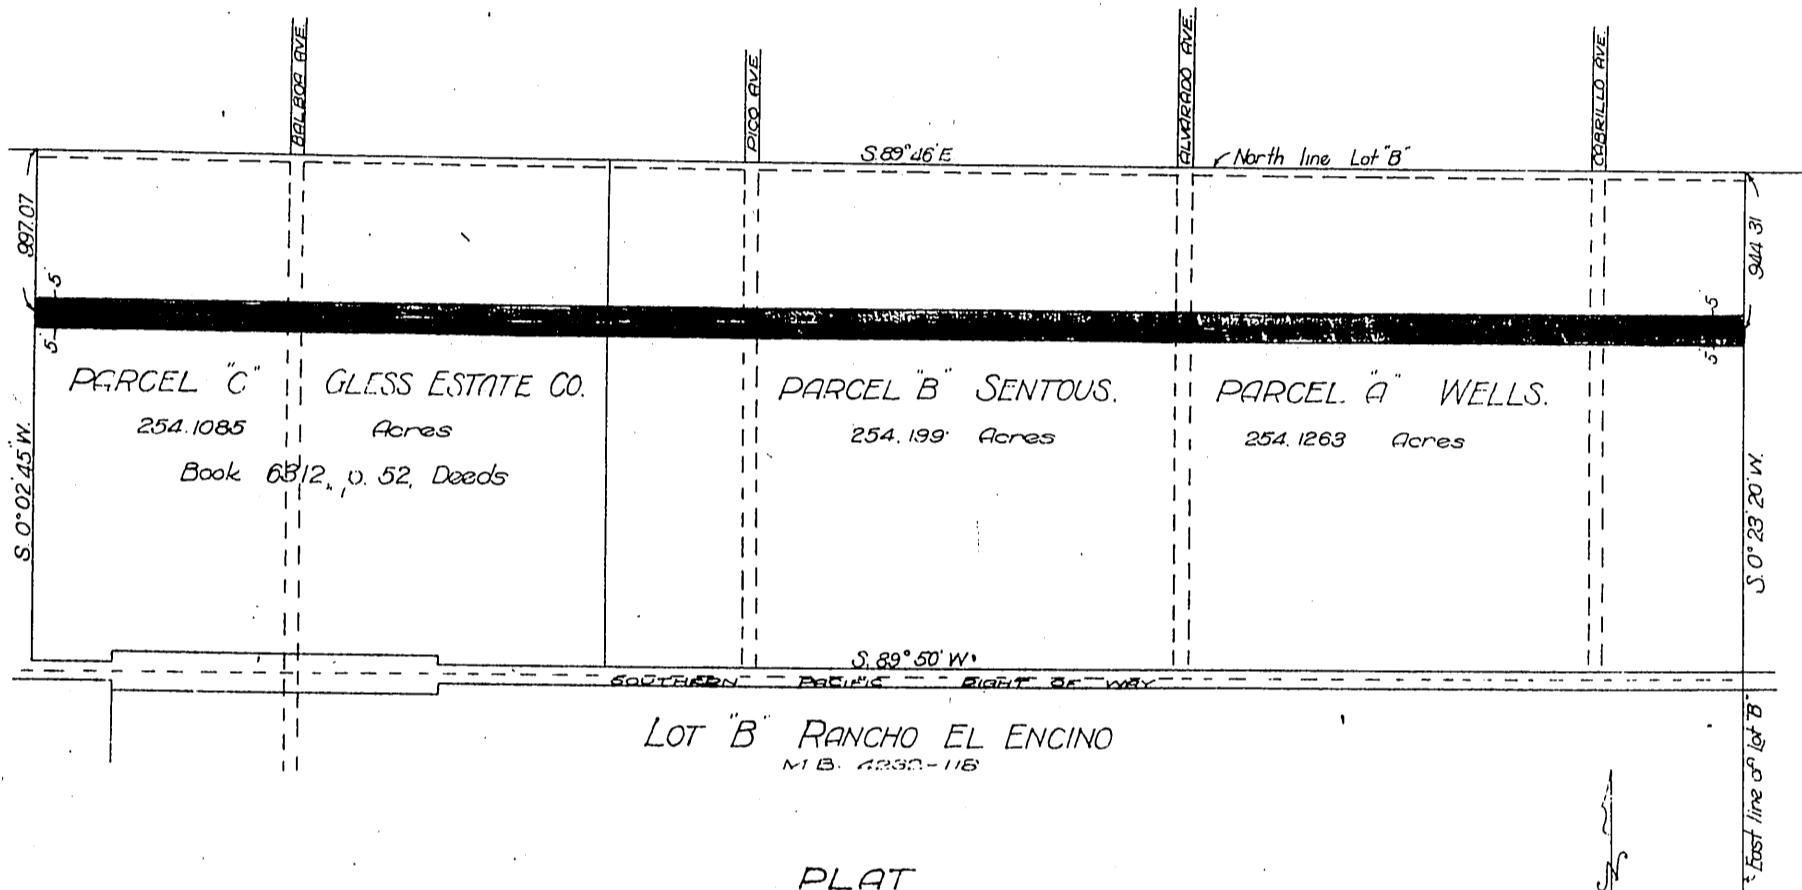 BALBOA AVE.
PICO AVE.
ALVARADO AVE.
CABRILLO AVE.
S.89°46'E
North line Lot "B"
997.07
944.31
5'
5'
5'
5'
PARCEL "C" GLESS ESTATE CO.
254.1085 Acres
Book 6312, p. 52, Deeds
PARCEL "B" SENTOUS.
254.199 Acres
PARCEL "A" WELLS.
254.1263 Acres
S. 0°02'45" W.
S. 0°23'20" W.
S. 89°50' W.
SOUTHERN PACIFIC RIGHT OF WAY
LOT "B" RANCHO EL ENCINO
M B. 4232-118
East line of Lot "B"
PLAT